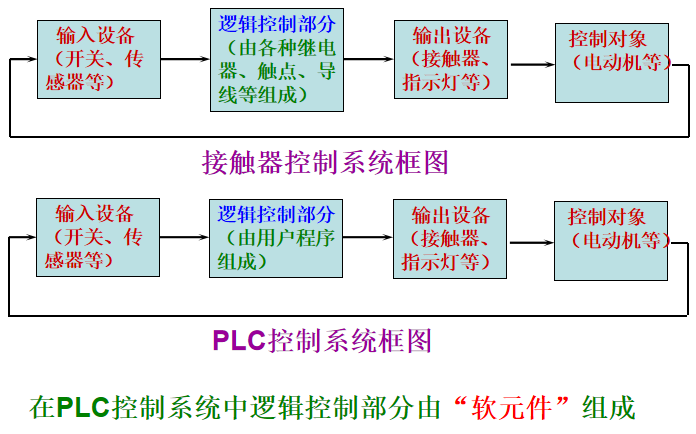 输入设备
（开关、传
感器等）
逻辑控制部分
（由各种继电
器、触点、导
线等组成）
输出设备
（接触器、
指示灯等）
控制对象
（电动机等）
接触器控制系统框图
输入设备
（开关、传
感器等）
逻辑控制部分
（由用户程序
组成）
输出设备
（接触器、
指示灯等）
控制对象
（电动机等）
PLC控制系统框图
在PLC控制系统中逻辑控制部分由“软元件”组成